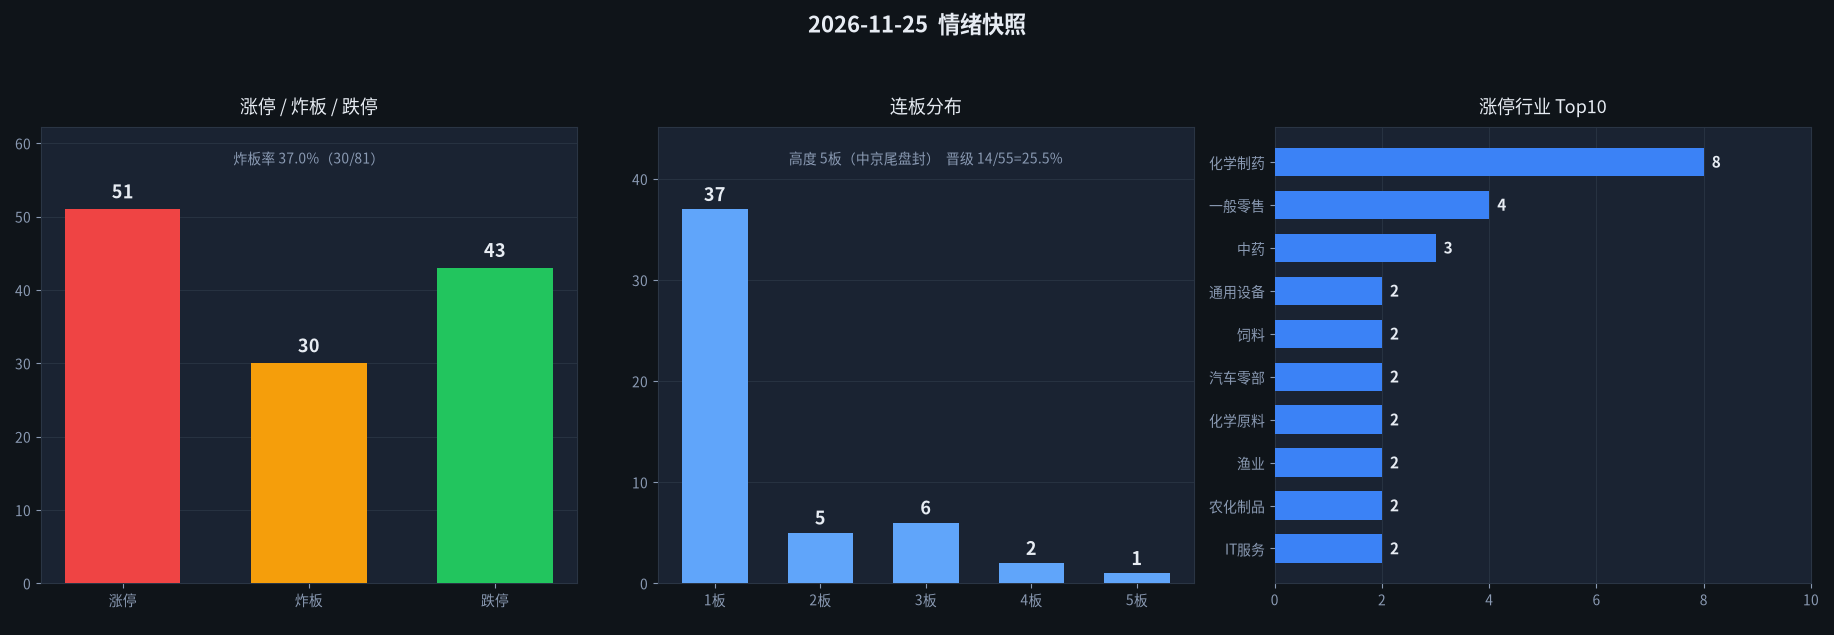 2026-11-25 情绪快照
涨停 / 炸板 / 跌停
炸板率 37.0%（30/81）
60
50
40
30
20
10
0
51
30
43
涨停
炸板
跌停
连板分布
高度 5板（中京尾盘封） 晋级 14/55=25.5%
40
30
20
10
0
37
5
6
2
1
1板
2板
3板
4板
5板
涨停行业 Top10
化学制药 8
一般零售 4
中药 3
通用设备 2
饲料 2
汽车零部 2
化学原料 2
渔业 2
农化制品 2
IT服务 2
0 2 4 6 8 10